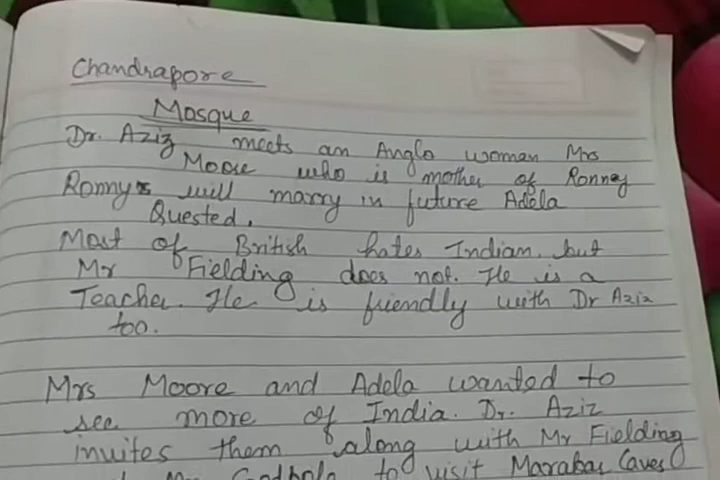 Chandrapore
Mosque
Dr. Aziz meets an Anglo woman Mrs
Moore who is mother of Ronney
Ronny will marry in future Adela
Quested.
Most of British hates Indian. but
Mr Fielding does not. He is a
Teacher. He is friendly with Dr Aziz
too.
Mrs Moore and Adela wanted to
see more of India. Dr. Aziz
invites them along with Mr Fielding
Godbole to visit Marabar Caves